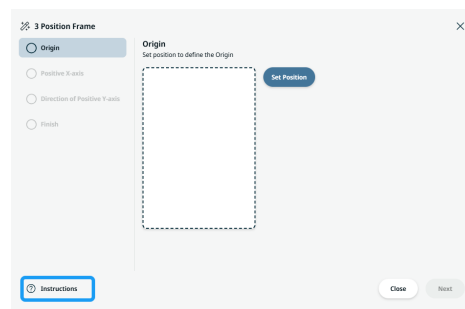 3 Position Frame
Origin
Positive X-axis
Direction of Positive Y-axis
Finish
Origin
Set position to define the Origin
Set Position
Instructions
Close
Next